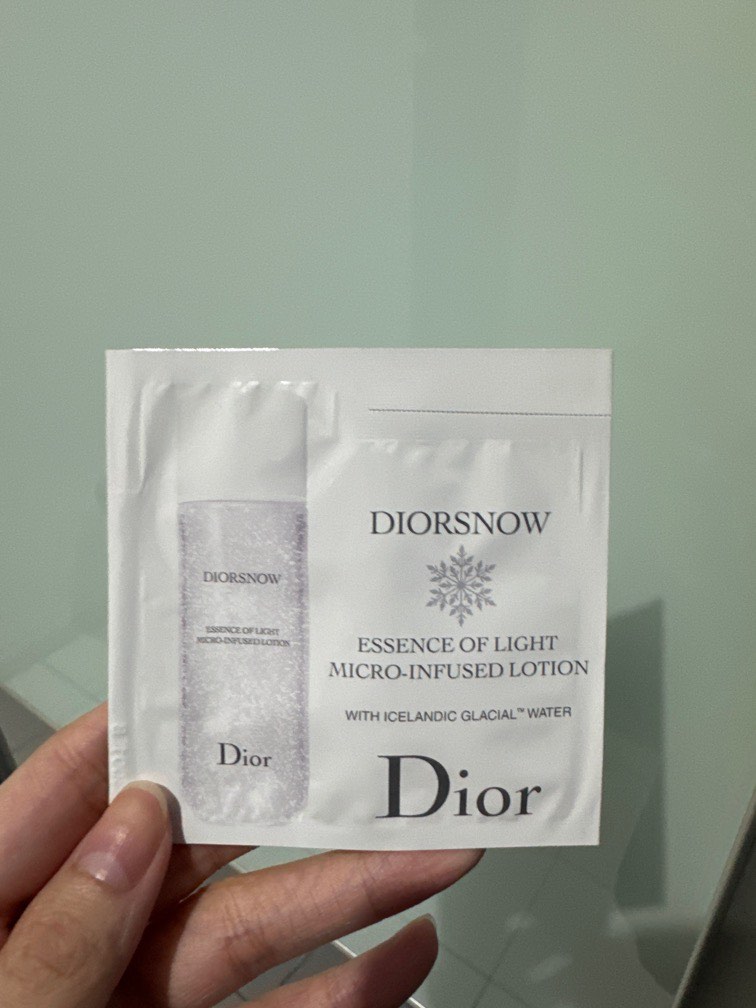 DIORSNOW
ESSENCE OF LIGHT
MICRO-INFUSED LOTION
Dior
DIORSNOW
ESSENCE OF LIGHT
MICRO-INFUSED LOTION
WITH ICELANDIC GLACIAL™ WATER
Dior